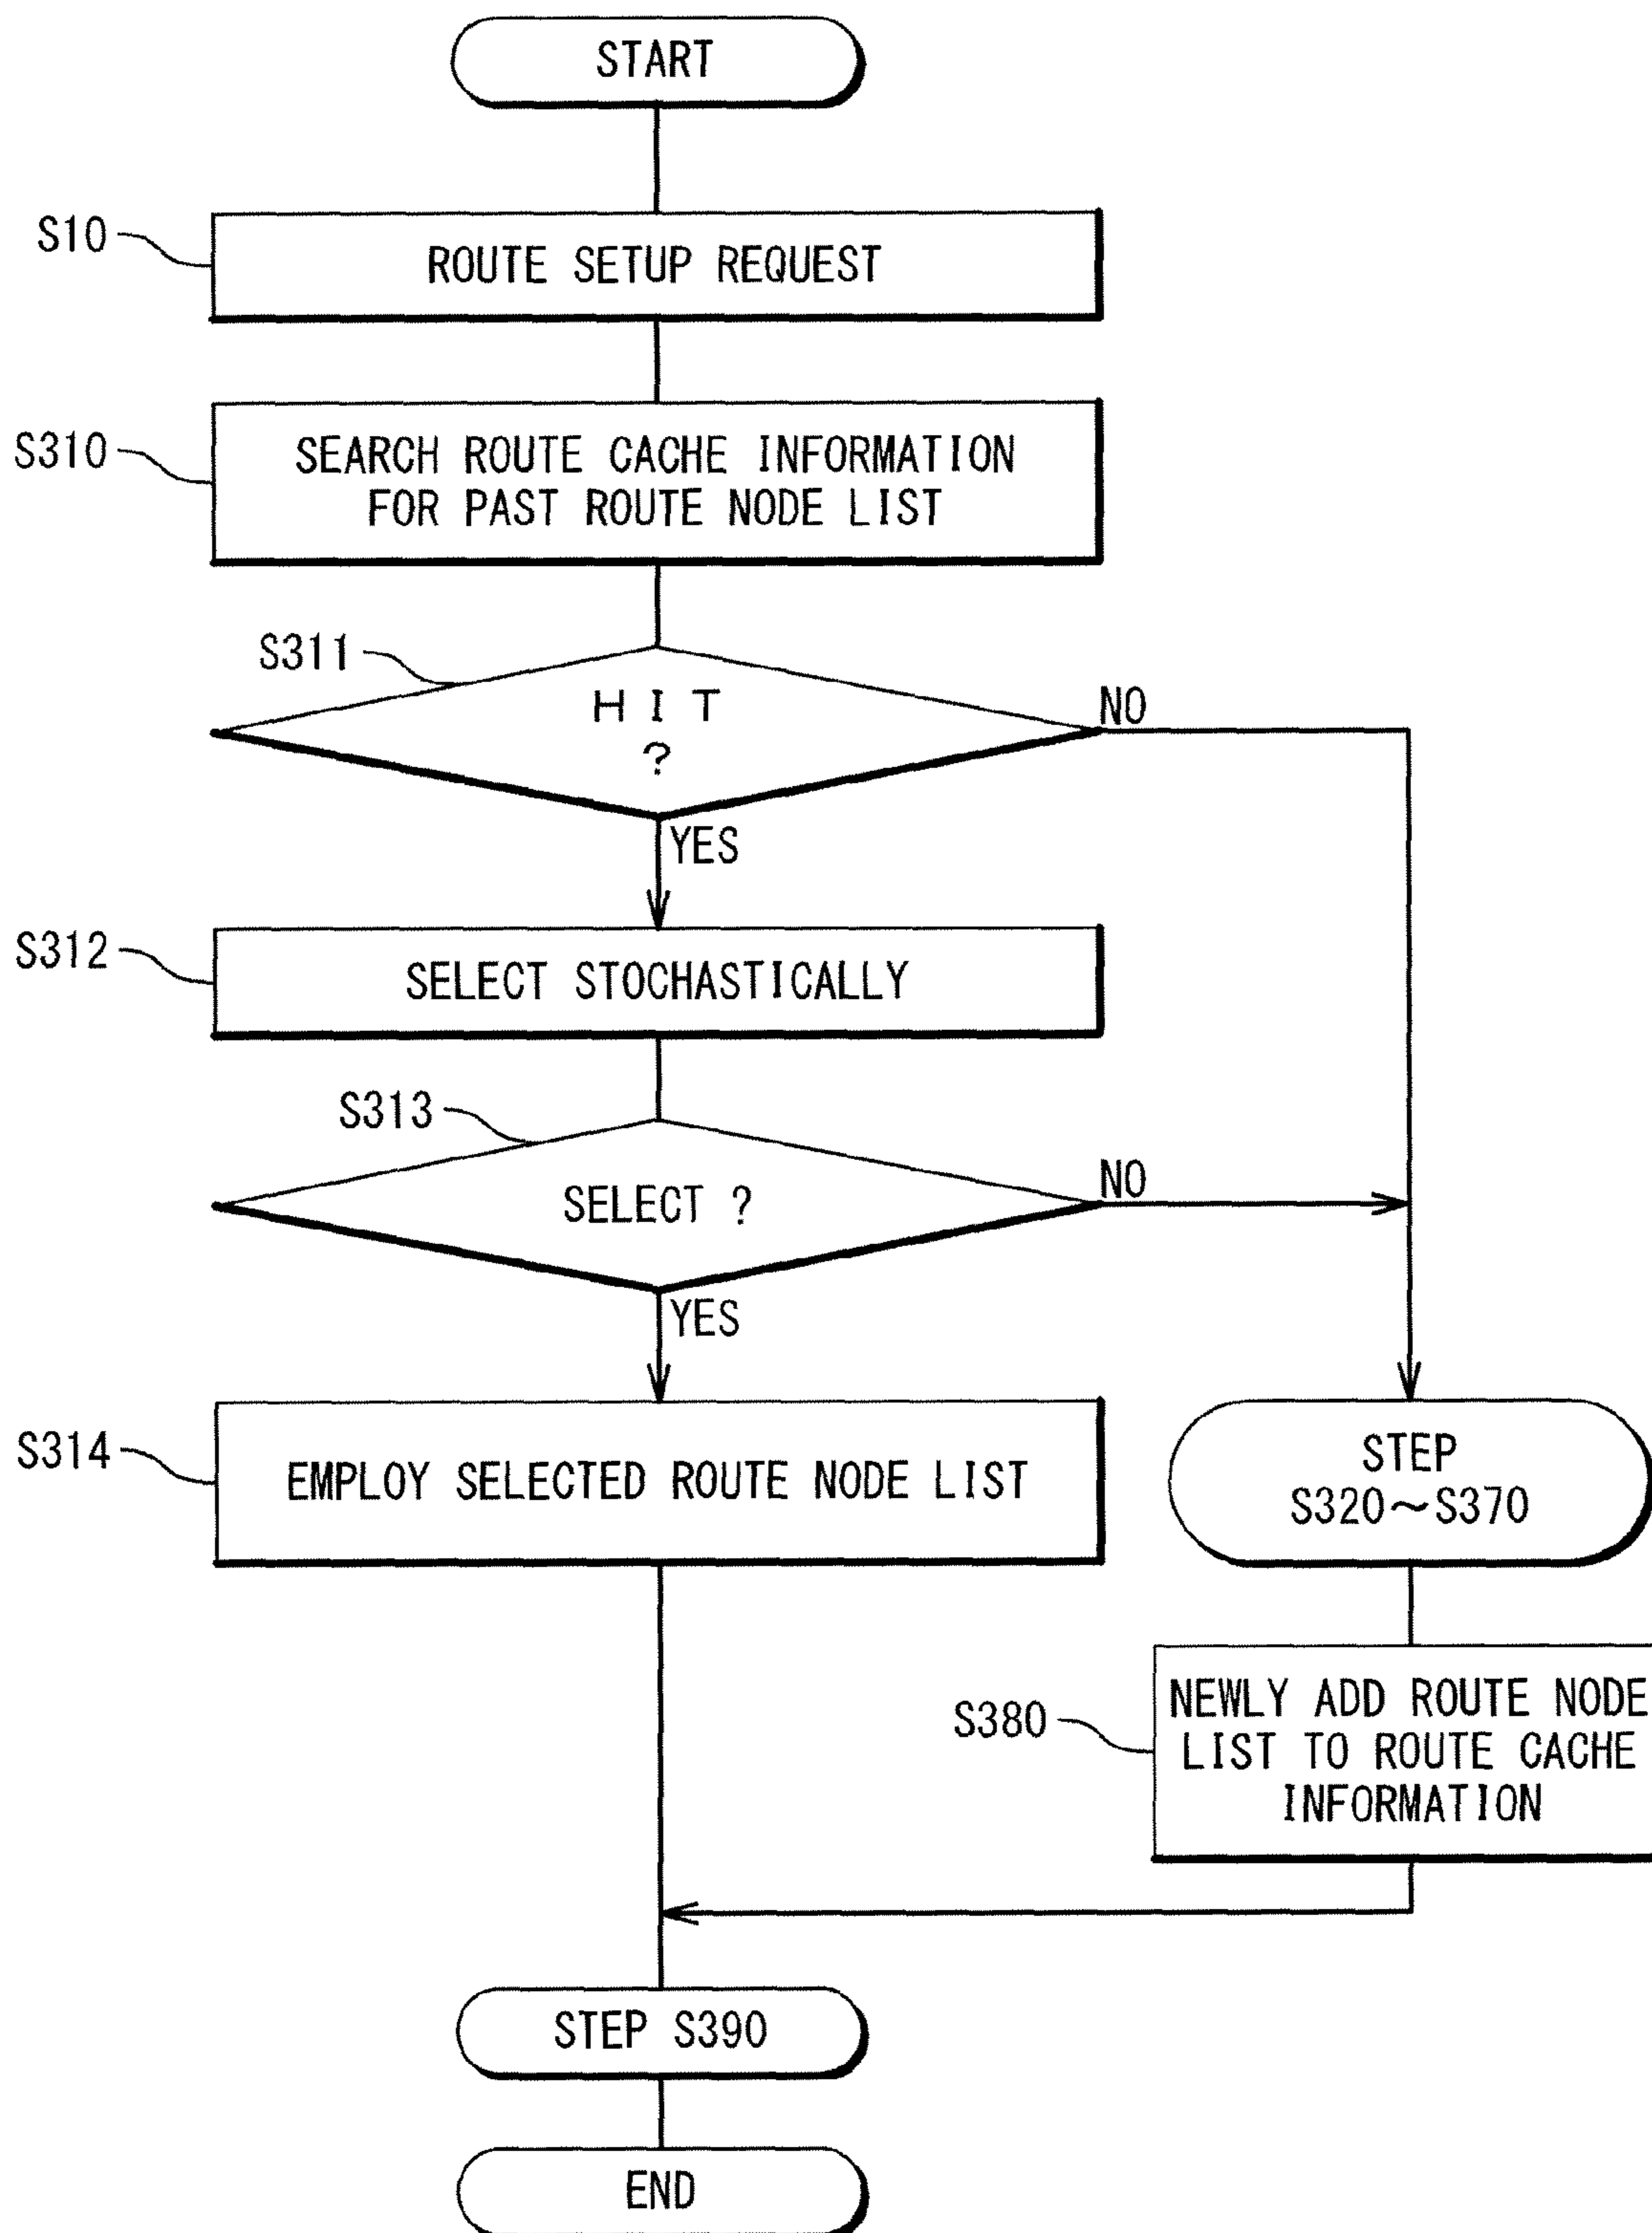 START
S10
ROUTE SETUP REQUEST
S310
SEARCH ROUTE CACHE INFORMATION
FOR PAST ROUTE NODE LIST
S311
HIT
?
NO
YES
S312
SELECT STOCHASTICALLY
S313
SELECT ?
NO
YES
S314
EMPLOY SELECTED ROUTE NODE LIST
STEP
S320～S370
S380
NEWLY ADD ROUTE NODE
LIST TO ROUTE CACHE
INFORMATION
STEP S390
END